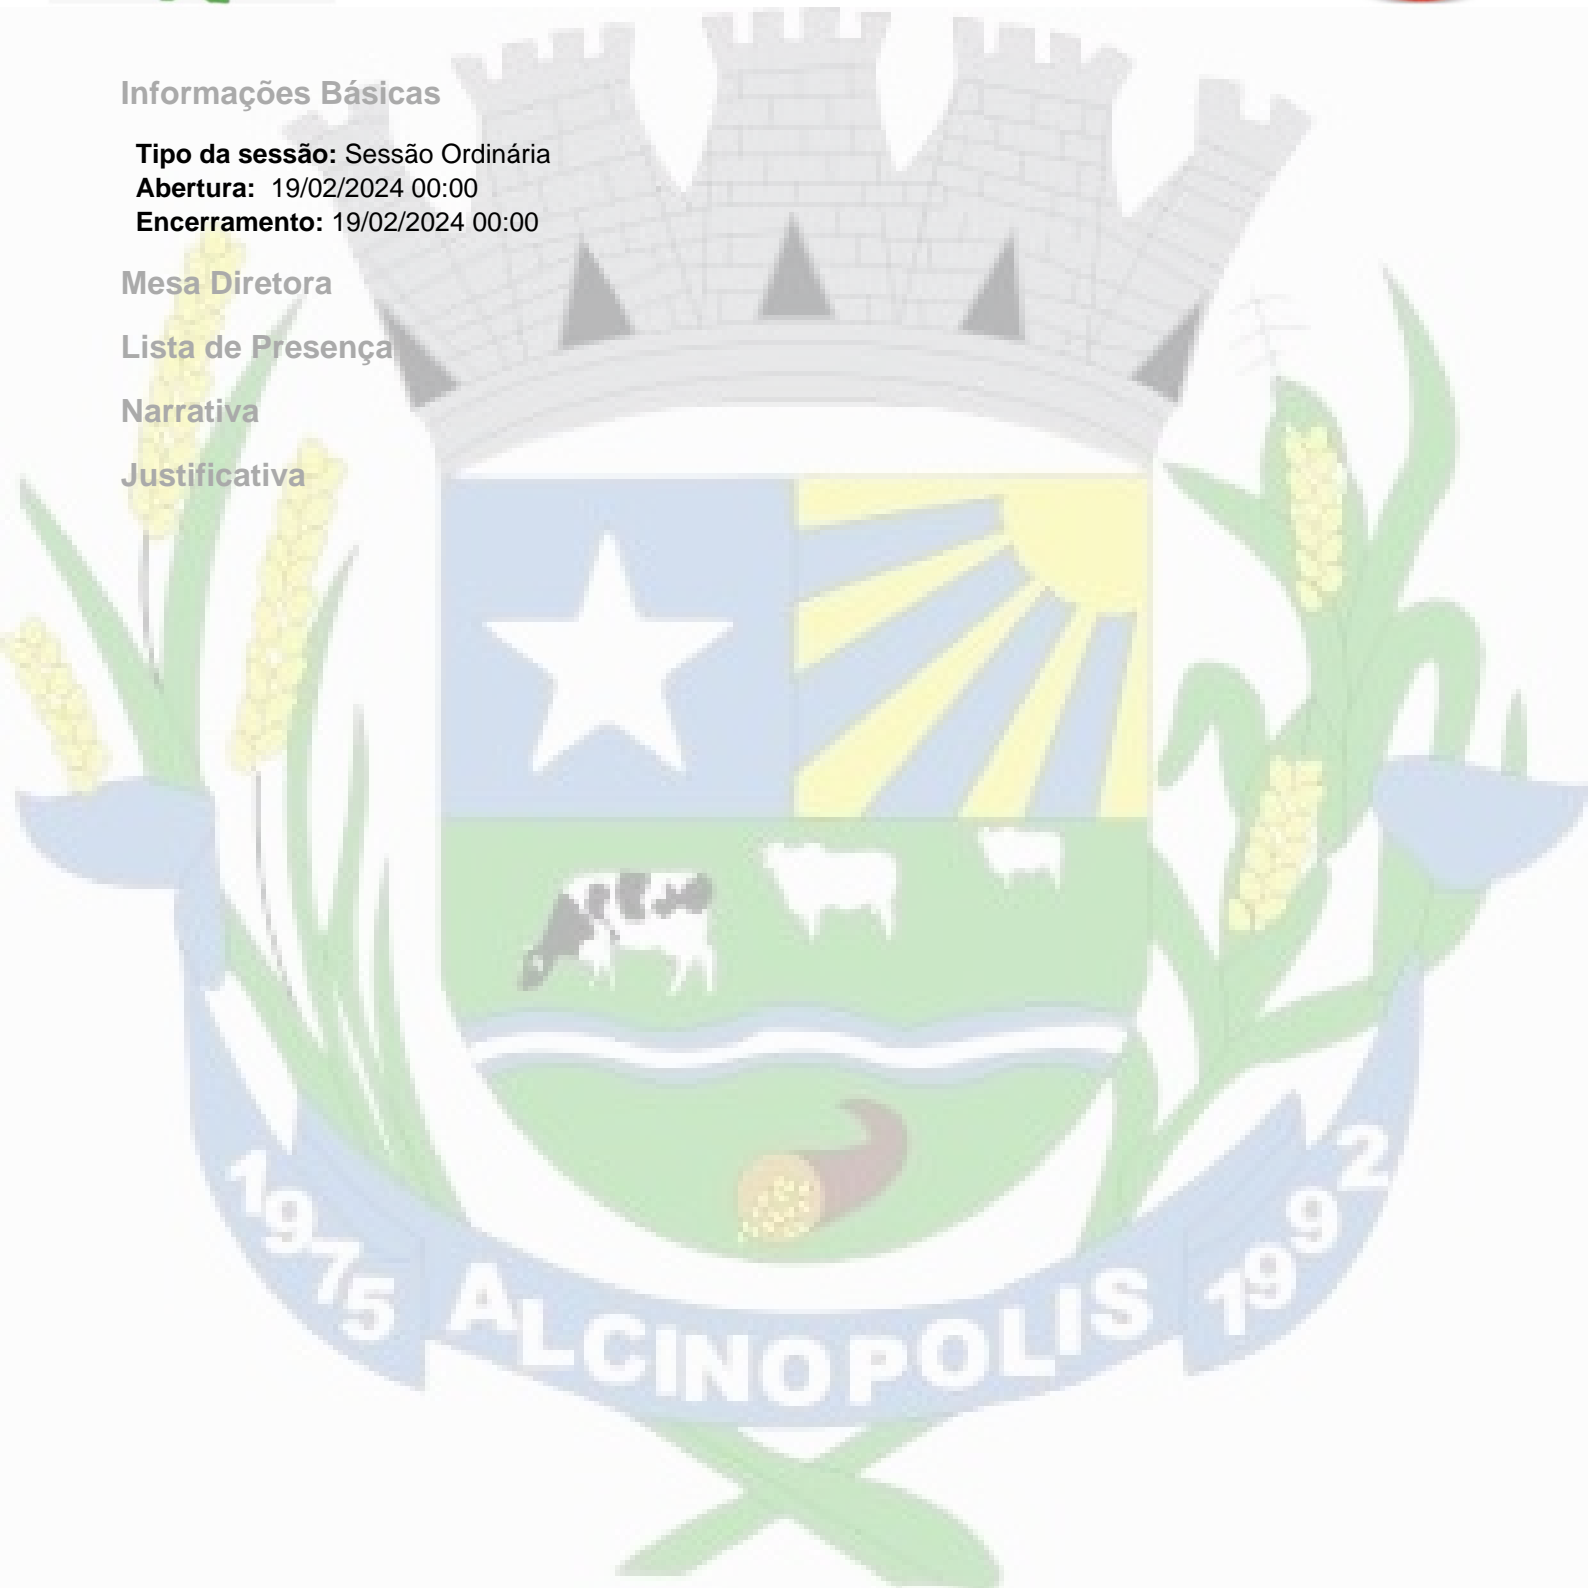 Informações Básicas
Tipo da sessão: Sessão Ordinária
Abertura: 19/02/2024 00:00
Encerramento: 19/02/2024 00:00
Mesa Diretora
Lista de Presença
Narrativa
Justificativa
1975 ALCINOPOLIS 1992